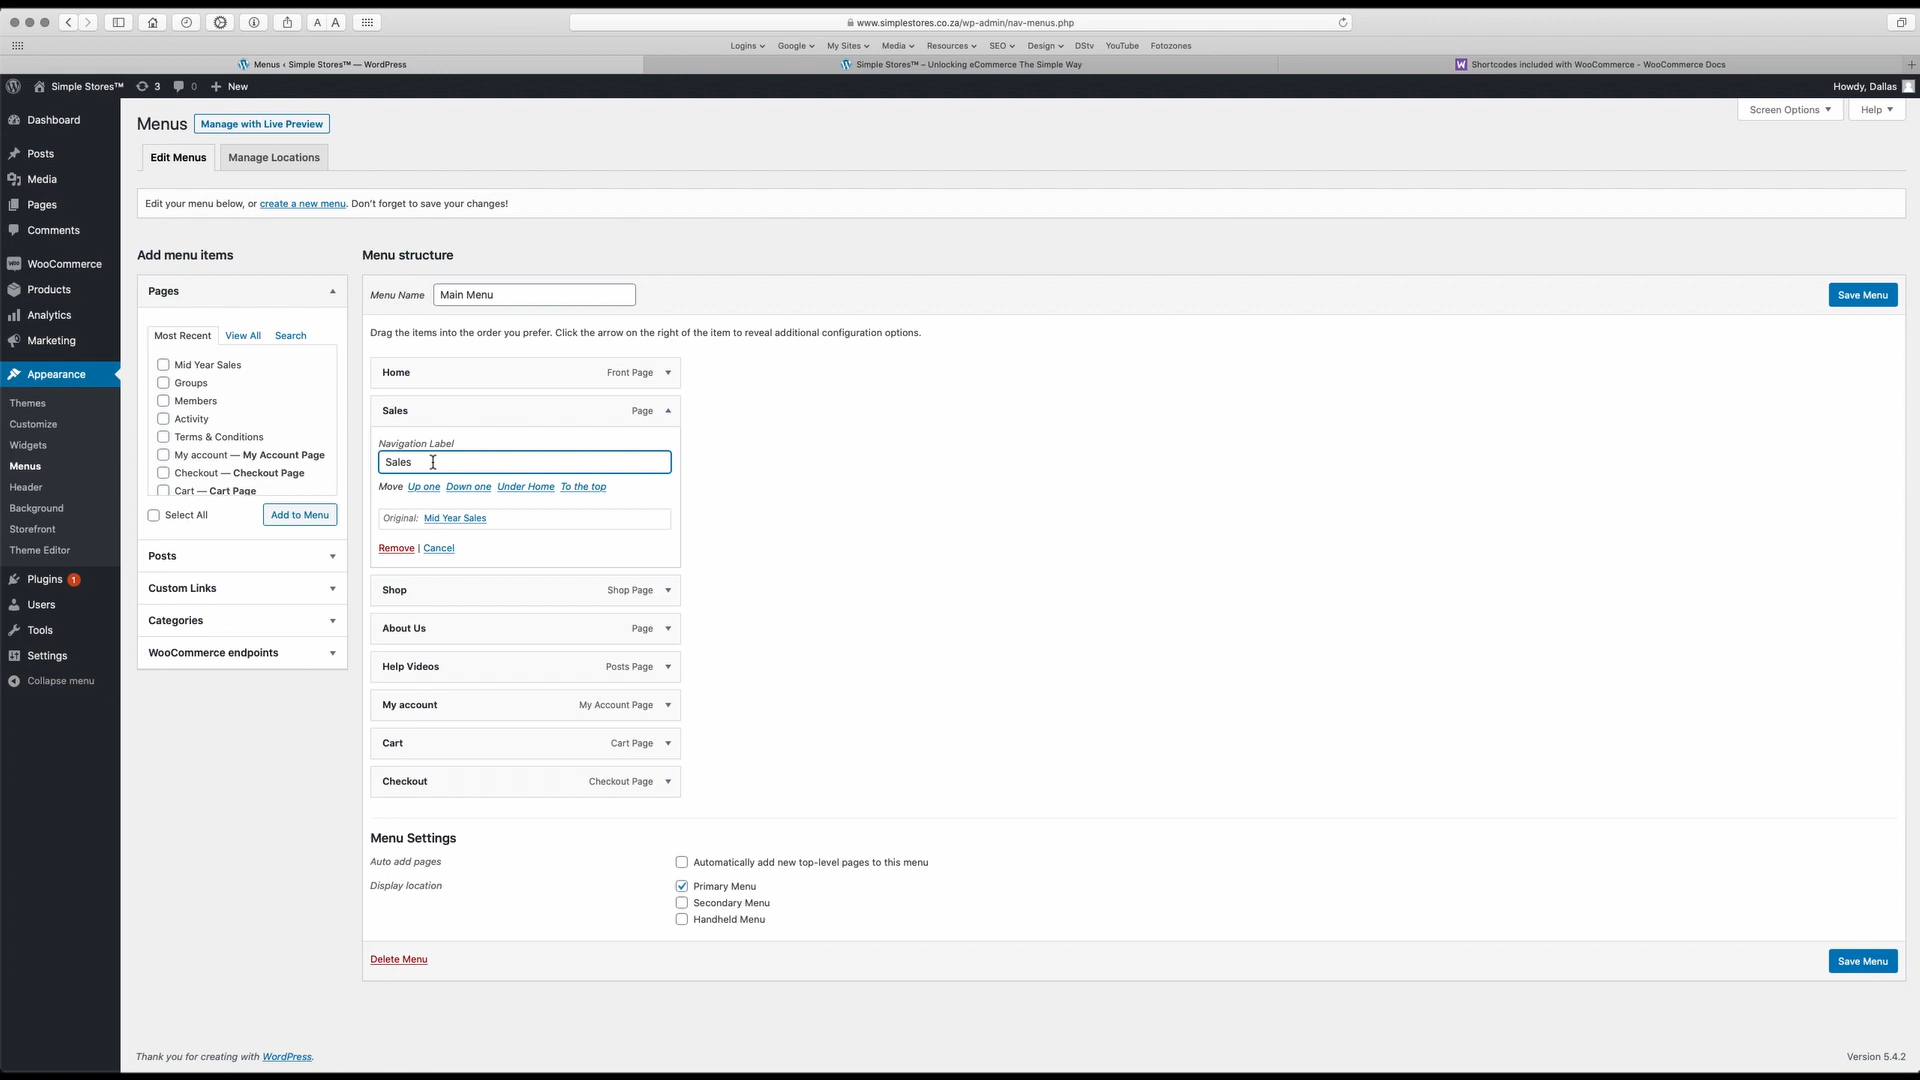 www.simplestores.co.za/wp-admin/nav-menus.php
A A
Logins Google My Sites Media Resources SEO Design DStv YouTube Fotozones
Menus ‹ Simple Stores™ — WordPress
Simple Stores™ – Unlocking eCommerce The Simple Way
W Shortcodes included with WooCommerce - WooCommerce Docs
Simple Stores™ 3 0 + New
Howdy, Dallas
Screen Options
Help
Menus
Manage with Live Preview
Edit Menus
Manage Locations
Edit your menu below, or create a new menu. Don't forget to save your changes!
Dashboard
Posts
Media
Pages
Comments
WooCommerce
Products
Analytics
Marketing
Appearance
Themes
Customize
Widgets
Menus
Header
Background
Storefront
Theme Editor
Plugins 1
Users
Tools
Settings
Collapse menu
Add menu items
Pages
Most Recent
View All
Search
Mid Year Sales
Groups
Members
Activity
Terms & Conditions
My account — My Account Page
Checkout — Checkout Page
Cart — Cart Page
Select All
Add to Menu
Posts
Custom Links
Categories
WooCommerce endpoints
Menu structure
Menu Name Main Menu
Save Menu
Drag the items into the order you prefer. Click the arrow on the right of the item to reveal additional configuration options.
Home Front Page
Sales Page
Navigation Label
Sales
Move Up one Down one Under Home To the top
Original: Mid Year Sales
Remove | Cancel
Shop Shop Page
About Us Page
Help Videos Posts Page
My account My Account Page
Cart Cart Page
Checkout Checkout Page
Menu Settings
Auto add pages
Automatically add new top-level pages to this menu
Display location
Primary Menu
Secondary Menu
Handheld Menu
Delete Menu
Save Menu
Thank you for creating with WordPress.
Version 5.4.2